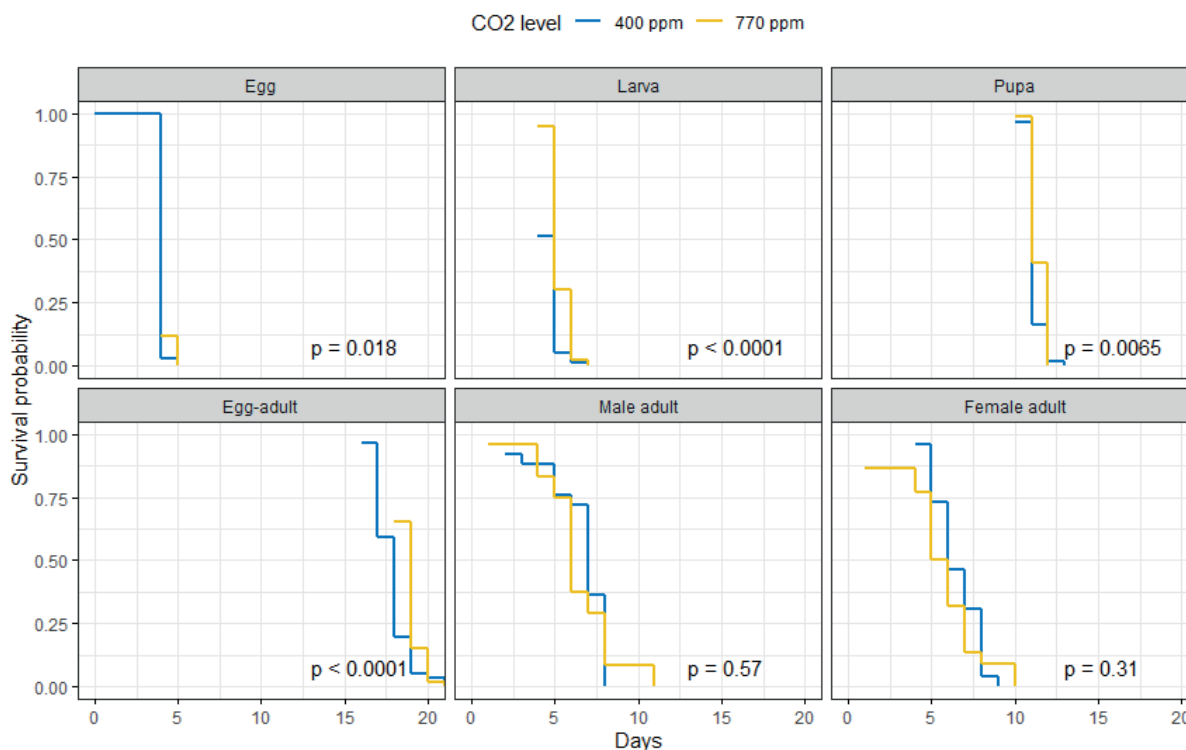 CO2 level 400 ppm 770 ppm
Egg Larva Pupa
1.00
0.75
0.50
0.25
0.00
p = 0.018 p < 0.0001 p = 0.0065
Survival probability
Egg-adult Male adult Female adult
1.00
0.75
0.50
0.25
0.00
p < 0.0001 p = 0.57 p = 0.31
0 5 10 15 20 0 5 10 15 20 0 5 10 15 20
Days